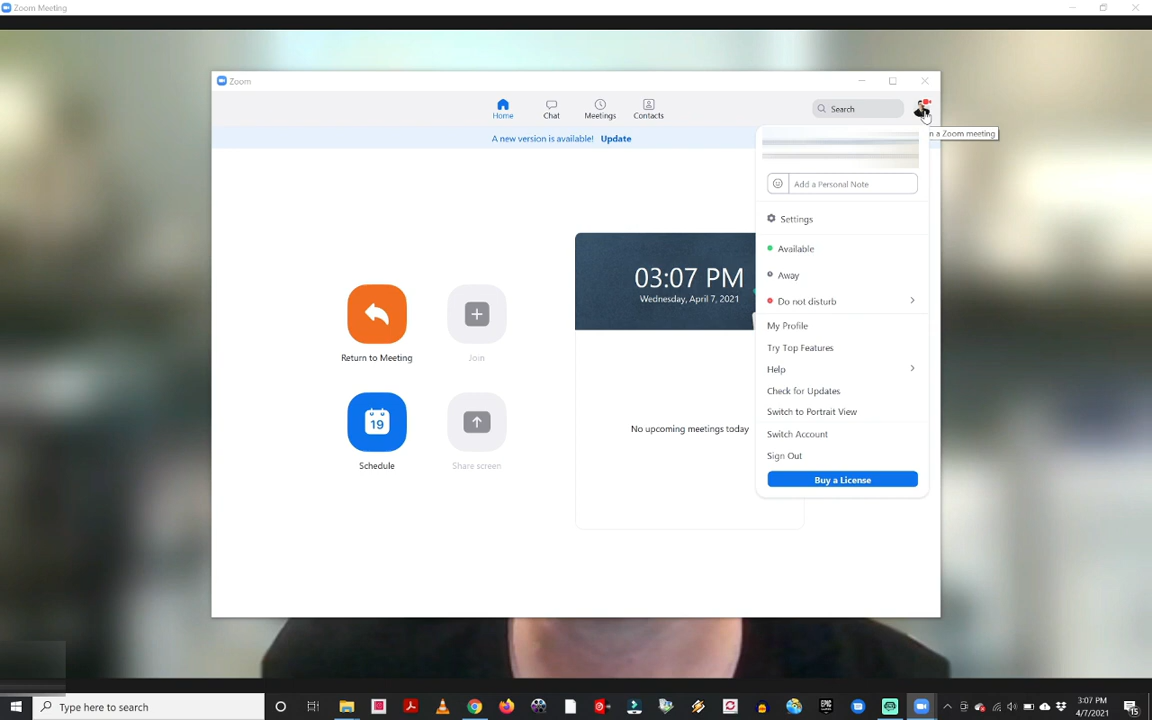 Zoom Meeting
Zoom
Home
Chat
Meetings
Contacts
Search
A new version is available! Update
n a Zoom meeting
Add a Personal Note
Settings
Available
Away
Do not disturb
My Profile
Try Top Features
Help
Check for Updates
Switch to Portrait View
Switch Account
Sign Out
Buy a License
03:07 PM
Wednesday, April 7, 2021
No upcoming meetings today
Return to Meeting
Join
19
Schedule
Share screen
Type here to search
EPIC
3:07 PM
4/7/2021
15